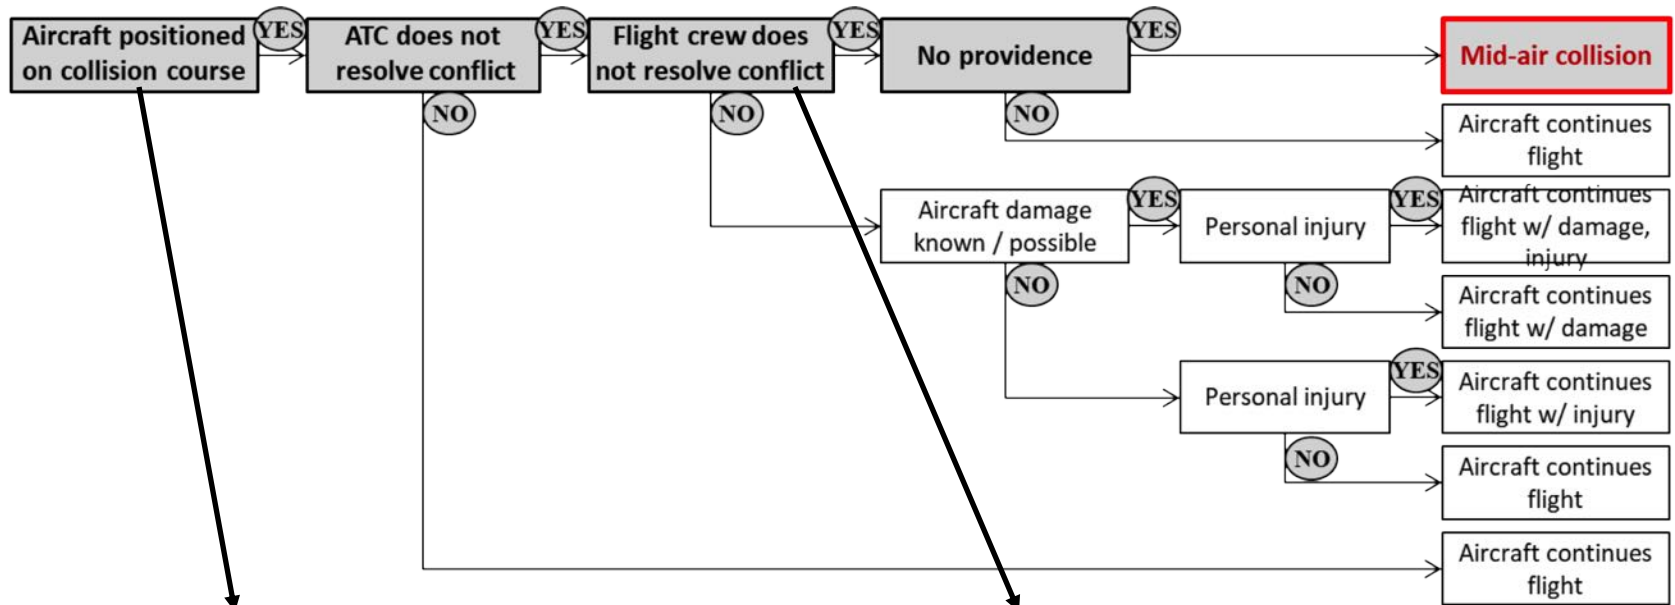 Aircraft positioned
on collision course
YES
ATC does not
resolve conflict
YES
Flight crew does
not resolve conflict
YES
No providence
YES
Mid-air collision
NO
NO
NO
Aircraft continues
flight
Aircraft damage
known / possible
YES
Personal injury
YES
Aircraft continues
flight w/ damage,
injury
NO
NO
Aircraft continues
flight w/ damage
Personal injury
YES
Aircraft continues
flight w/ injury
NO
Aircraft continues
flight
Aircraft continues
flight